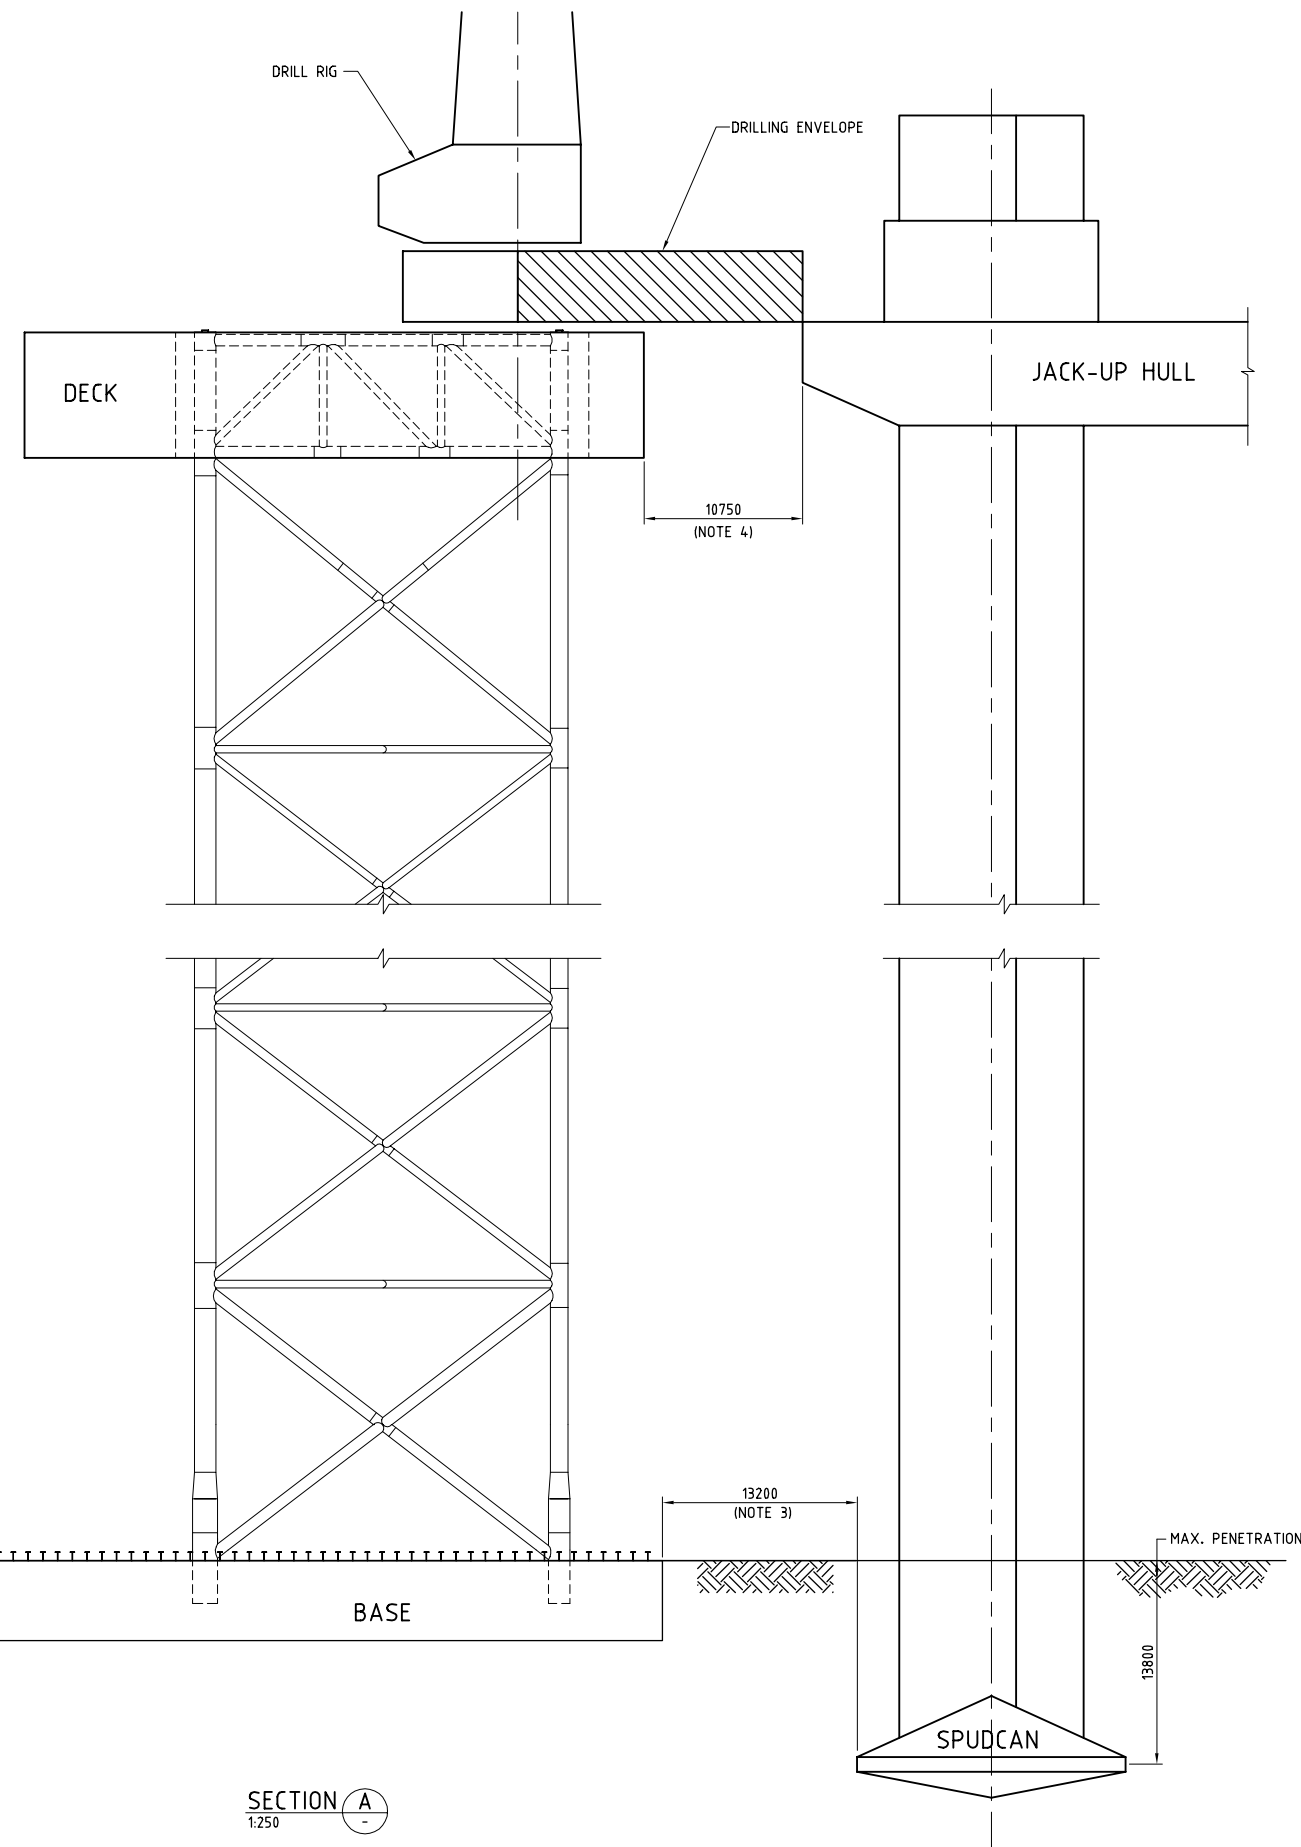 DRILL RIG
DRILLING ENVELOPE
DECK
JACK-UP HULL
10750
(NOTE 4)
13200
(NOTE 3)
MAX. PENETRATION
BASE
13800
SPUDCAN
SECTION A
1:250 -